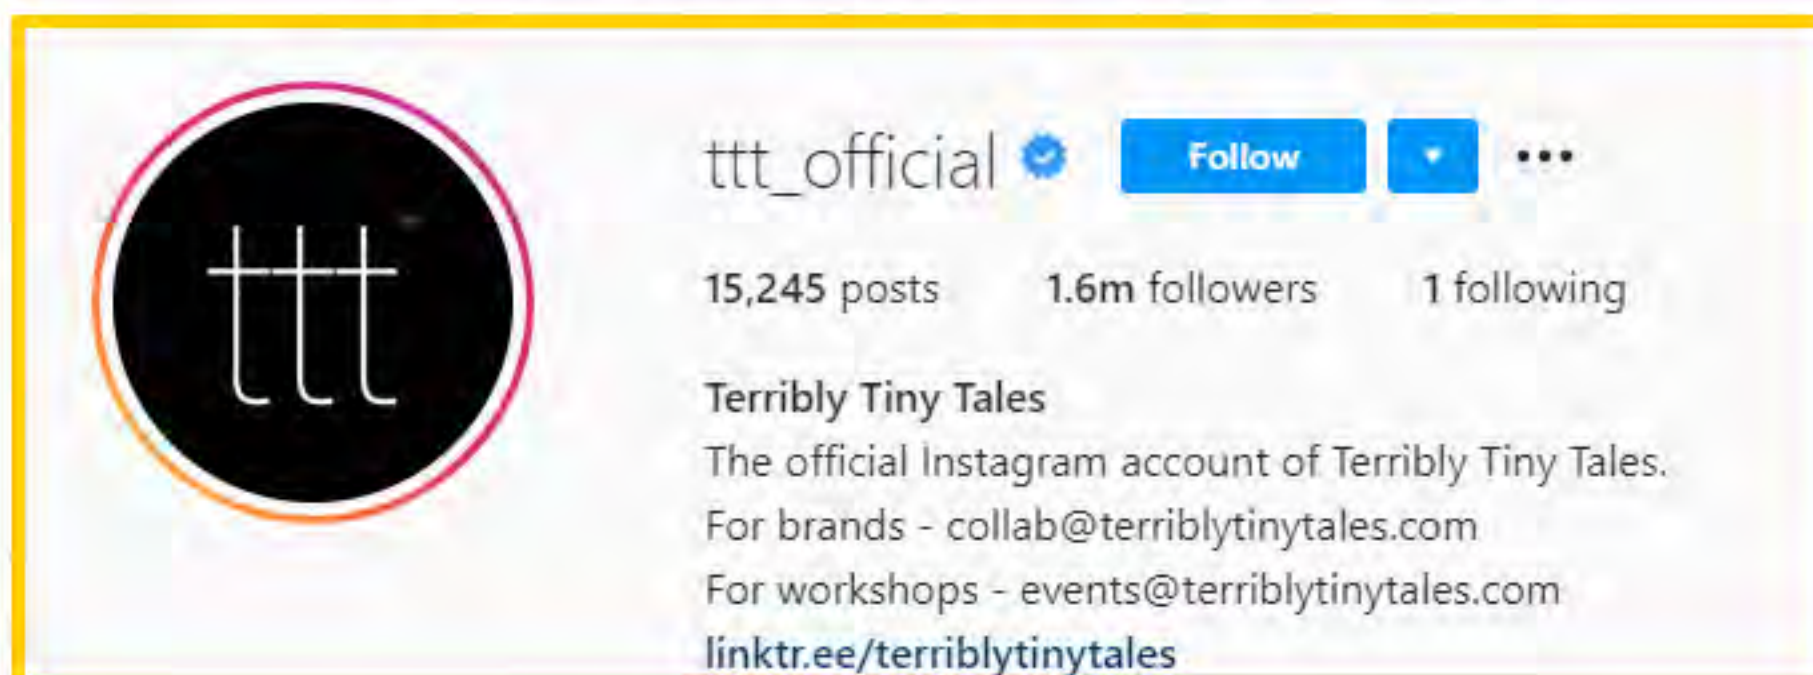 ttt
ttt_official Follow
15,245 posts 1.6m followers 1 following
Terribly Tiny Tales
The official Instagram account of Terribly Tiny Tales.
For brands - collab@terriblytinytales.com
For workshops - events@terriblytinytales.com
linktr.ee/terriblytinytales